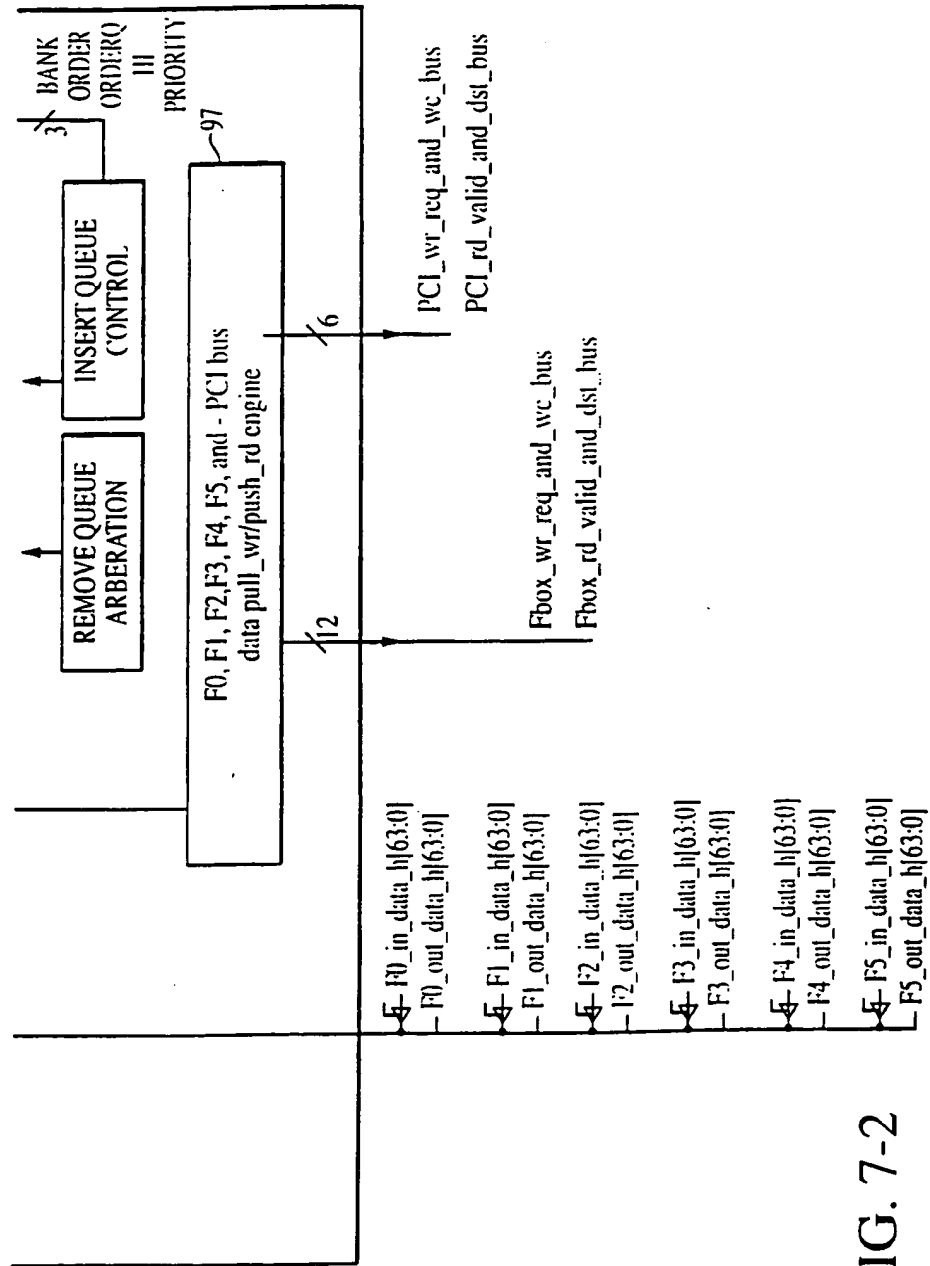 3
BANK
ORDER
ORDERQ
III
PRIORITY
INSERT QUEUE
CONTROL
REMOVE QUEUE
ARBERATION
97
F0, F1, F2,F3, F4, F5, and - PCI bus
data pull_wr/push_rd engine
6
12
PCI_wr_req_and_wc_bus
PCI_rd_valid_and_dst_bus
Fbox_wr_req_and_wc_bus
Fbox_rd_valid_and_dst_bus
F0_in_data_h[63:0]
F0_out_data_h[63:0]
F1_in_data_h[63:0]
F1_out_data_h[63:0]
F2_in_data_h[63:0]
F2_out_data_h[63:0]
F3_in_data_h[63:0]
F3_out_data_h[63:0]
F4_in_data_h[63:0]
F4_out_data_h[63:0]
F5_in_data_h[63:0]
F5_out_data_h[63:0]
IG. 7-2